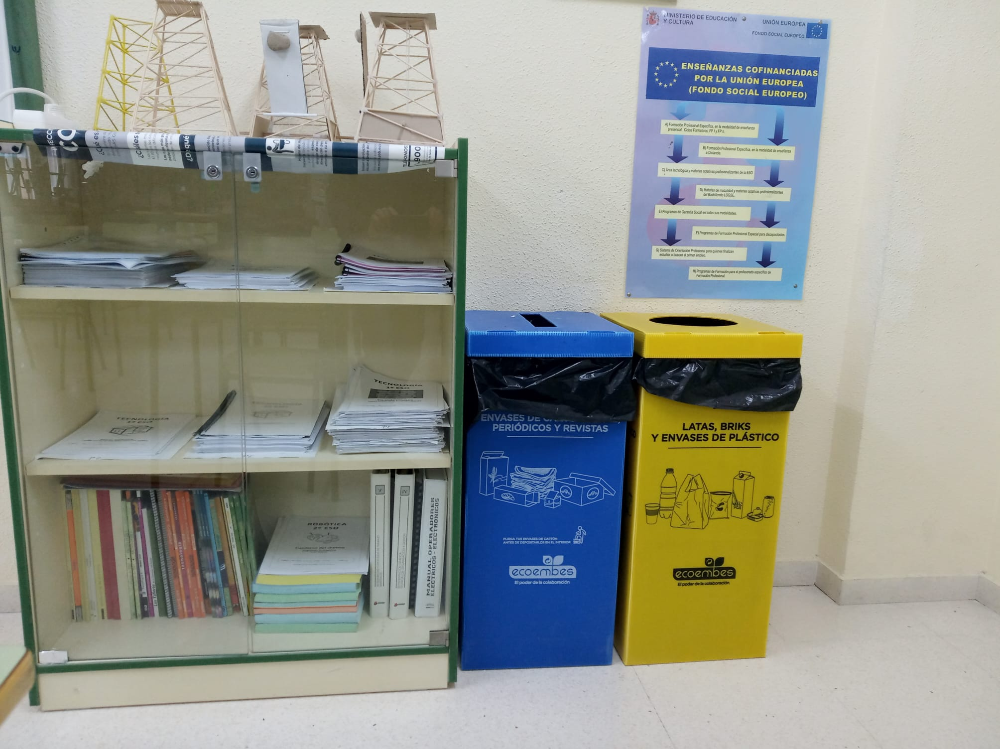 MINISTERIO DE EDUCACIÓN
Y CULTURA
UNIÓN EUROPEA
FONDO SOCIAL EUROPEO
ENSEÑANZAS COFINANCIADAS
POR LA UNIÓN EUROPEA
(FONDO SOCIAL EUROPEO)
A) Formación Profesional Específica, en la modalidad de enseñanza
presencial Ciclos Formativos, FP I y FP II.
B) Formación Profesional Específica, en la modalidad de enseñanza
a Distancia.
C) Área tecnológica y materias optativas profesionalizantes de la ESO
D) Materias de modalidad y materias optativas profesionalizantes
del Bachillerato LOGSE.
E) Programas de Garantía Social en todas sus modalidades.
F) Programas de Formación Profesional Especial para discapacitados.
G) Sistema de Orientación Profesional para quienes finalizan
estudios o buscan el primer empleo.
H) Programas de Formación para el profesorado específico de
Formación Profesional.
¿Qué es
¿Cuáles
¿De qué
TELÉFONOS
900
TECNOLOGÍA
1º ESO
TECNOLOGÍA
1º ESO
ROBÓTICA
2º ESO
Cuaderno del alumno
tecnología
Los Talleres
ESO
V
IV
MANUAL OPERADORES
ELECTRICOS - ELECTRONICOS
ENVASES DE
PERIÓDICOS Y REVISTAS
PLIEGA TUS ENVASES DE CARTÓN
ANTES DE DEPOSITARLOS EN EL INTERIOR
ecoembes
El poder de la colaboración
LATAS, BRIKS
Y ENVASES DE PLÁSTICO
ecoembes
El poder de la colaboración